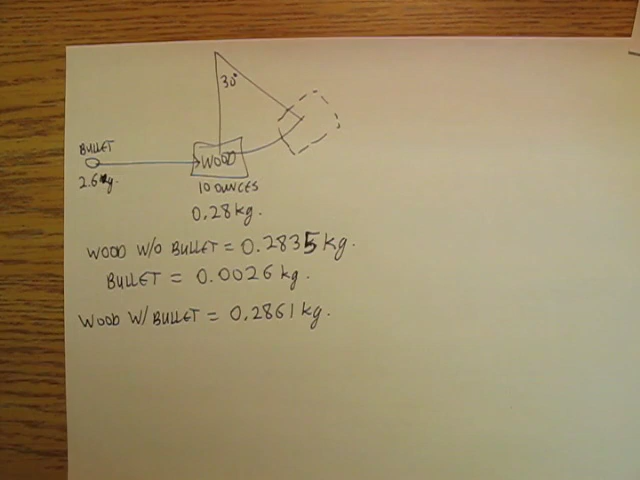 30°
BULLET
WOOD
2.6 g.
10 OUNCES
0.28 kg.
WOOD W/O BULLET = 0.2835 kg.
BULLET = 0.0026 kg.
WOOD W/ BULLET = 0.2861 kg.